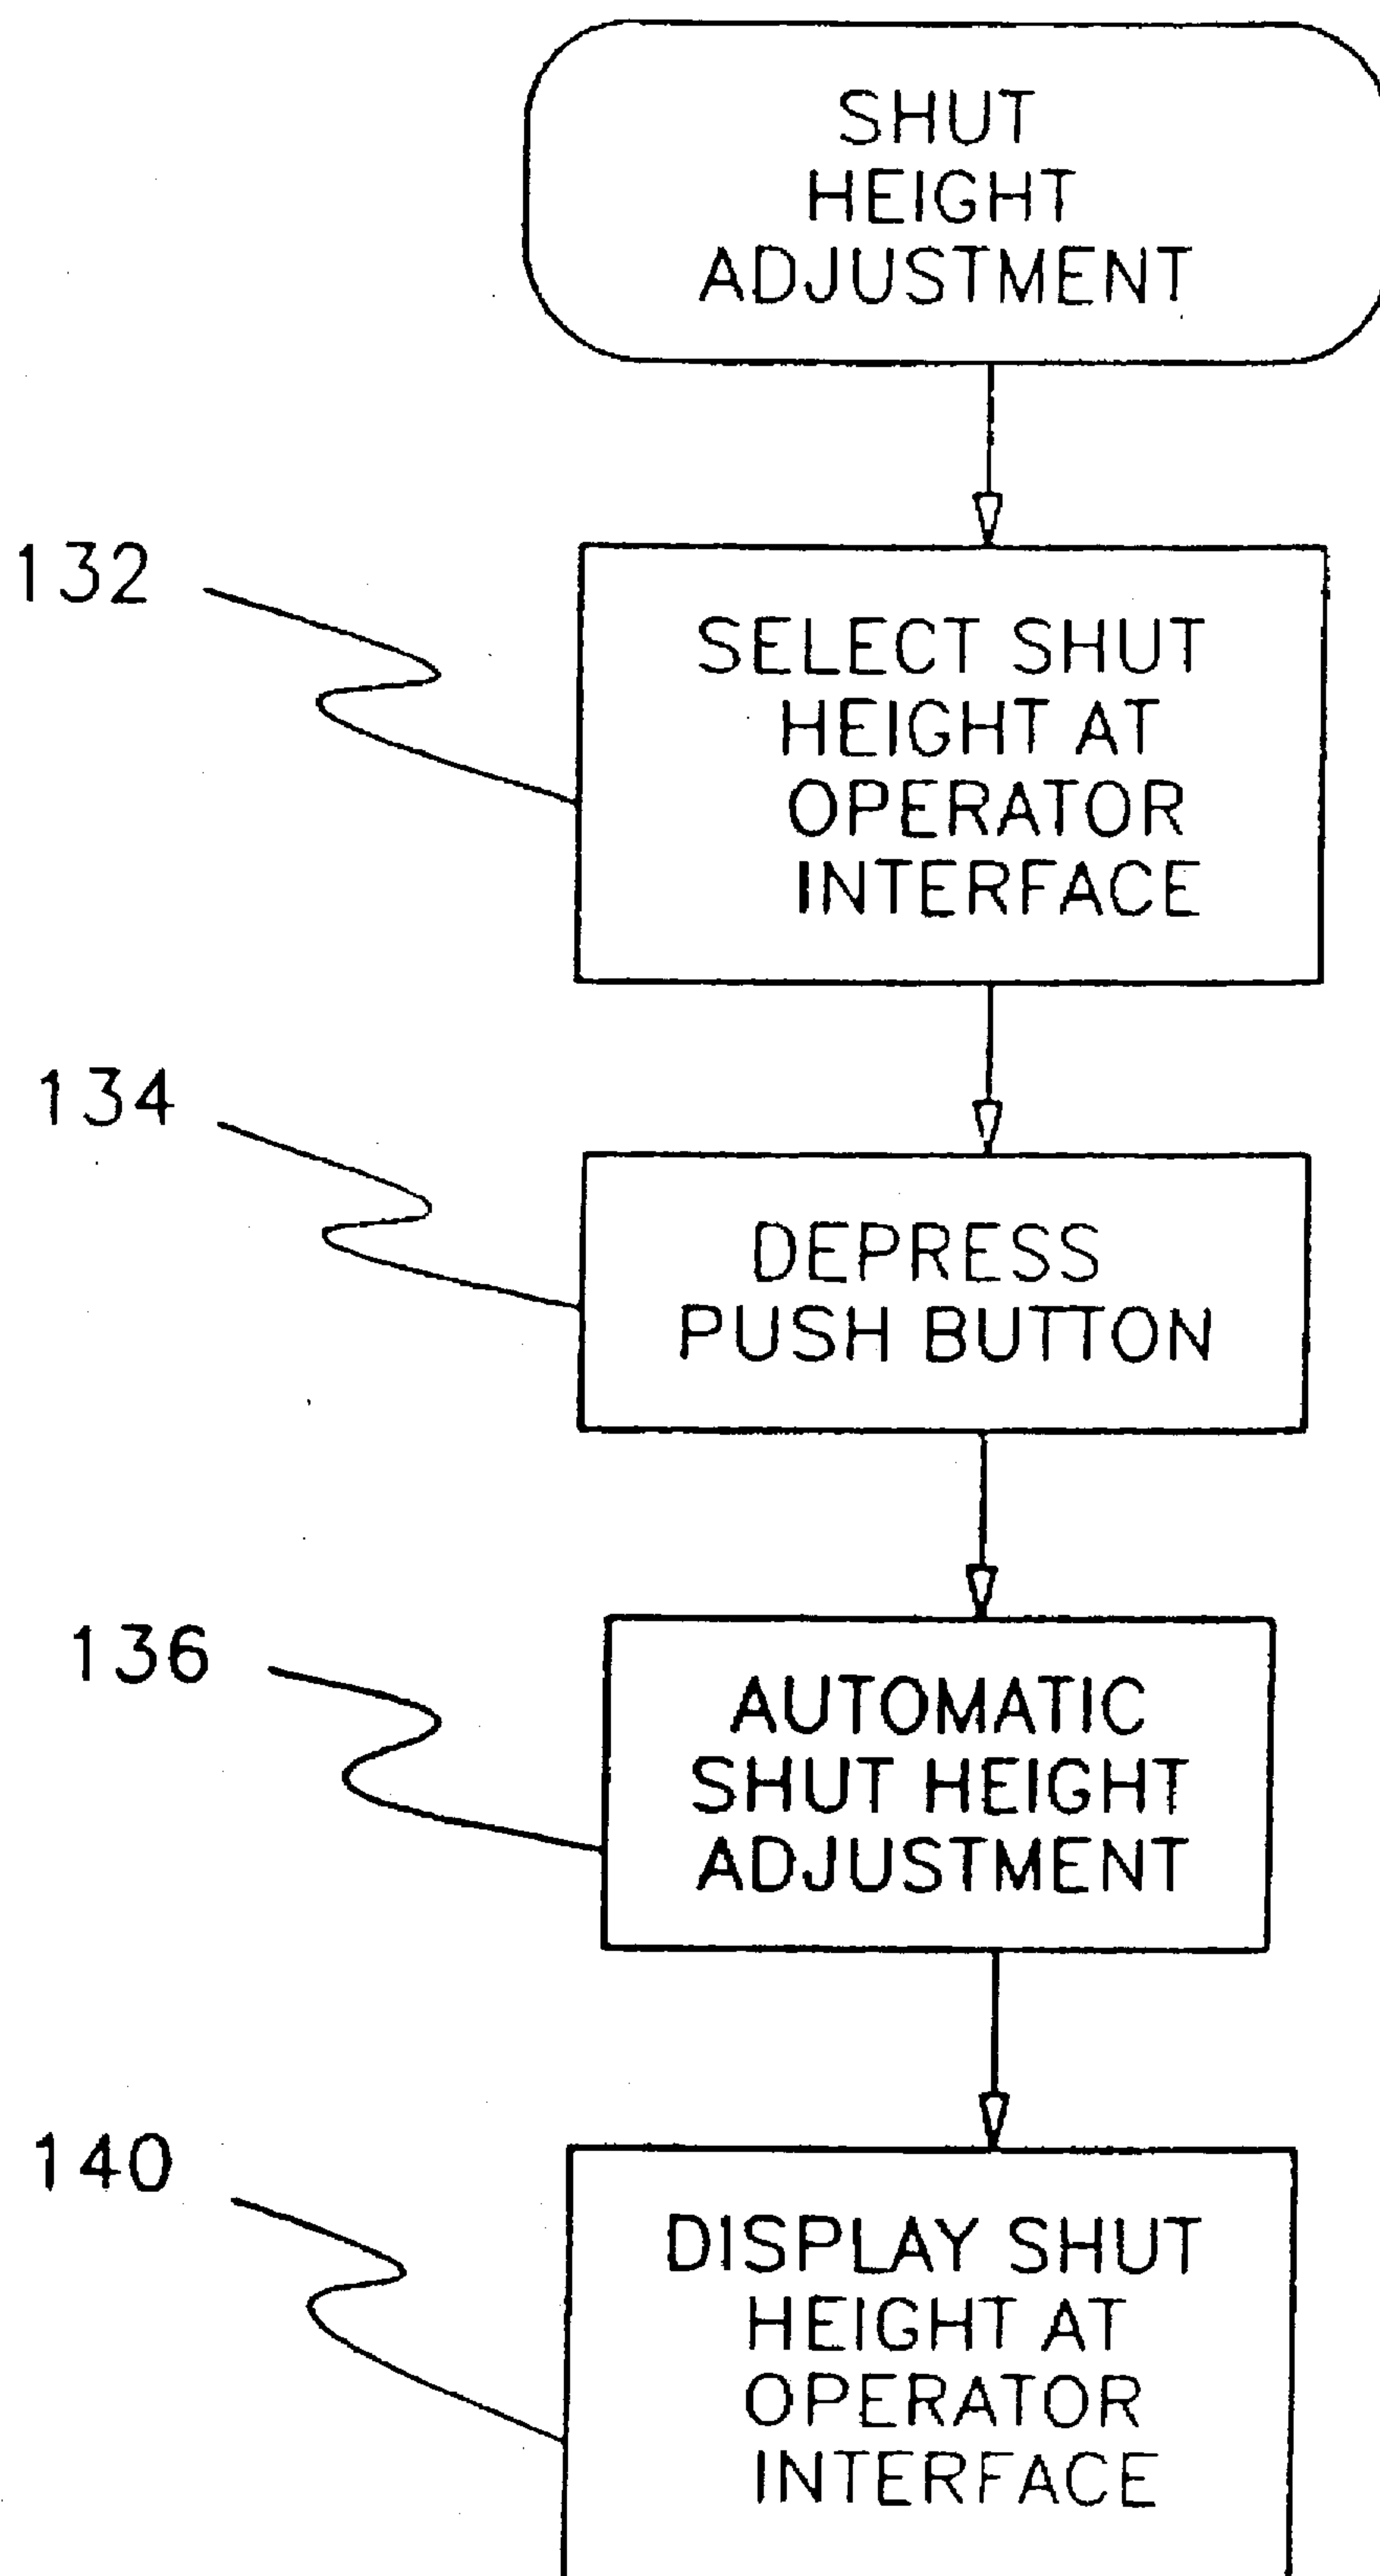 SHUT
HEIGHT
ADJUSTMENT
132
SELECT SHUT
HEIGHT AT
OPERATOR
INTERFACE
134
DEPRESS
PUSH BUTTON
136
AUTOMATIC
SHUT HEIGHT
ADJUSTMENT
140
DISPLAY SHUT
HEIGHT AT
OPERATOR
INTERFACE